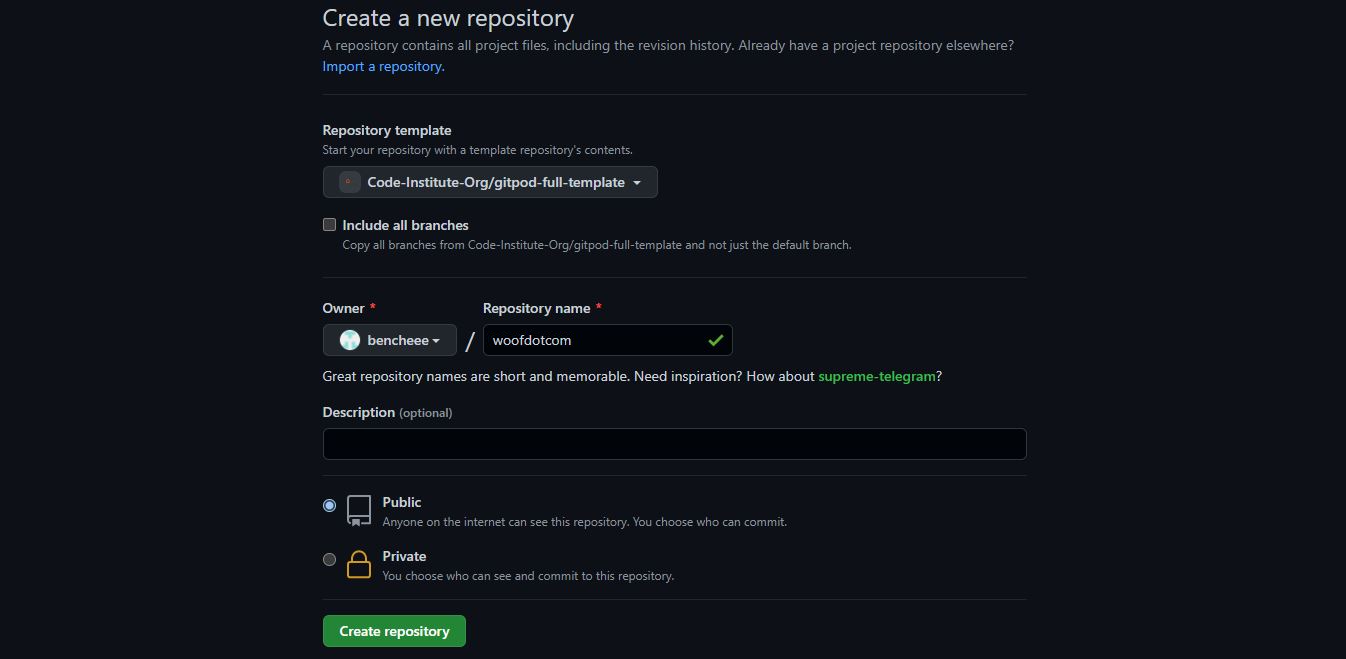 Create a new repository
A repository contains all project files, including the revision history. Already have a project repository elsewhere?
Import a repository.
Repository template
Start your repository with a template repository's contents.
Code-Institute-Org/gitpod-full-template
Include all branches
Copy all branches from Code-Institute-Org/gitpod-full-template and not just the default branch.
Owner * Repository name *
bencheee / woofdotcom
Great repository names are short and memorable. Need inspiration? How about supreme-telegram?
Description (optional)
Public
Anyone on the internet can see this repository. You choose who can commit.
Private
You choose who can see and commit to this repository.
Create repository